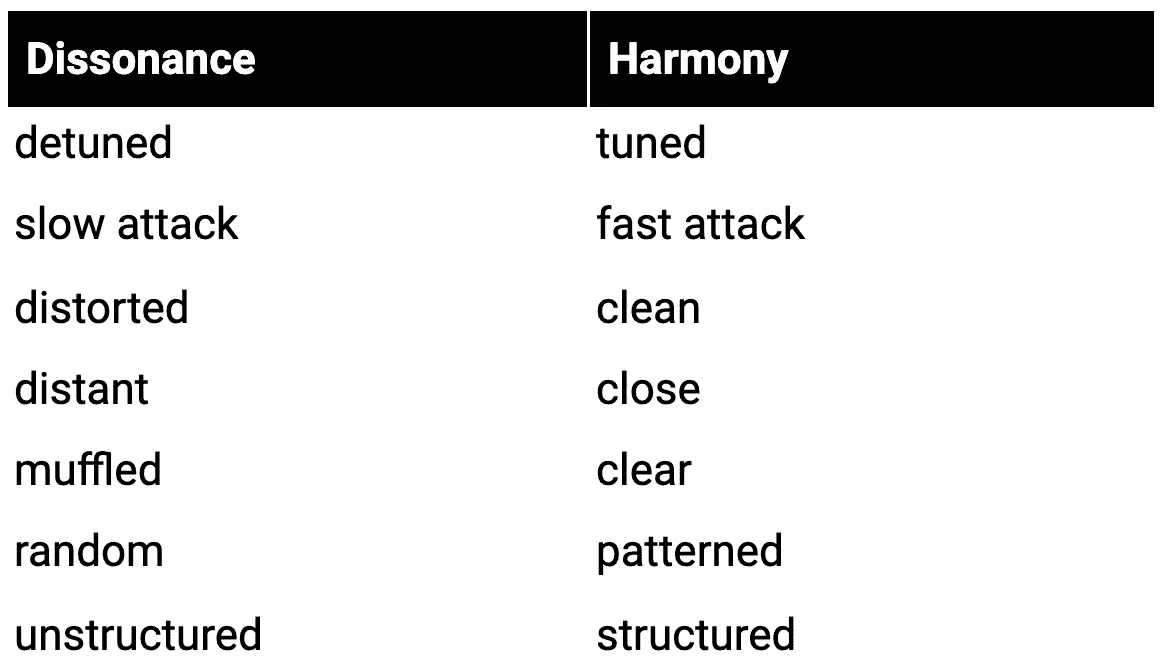 Dissonance Harmony
detuned tuned
slow attack fast attack
distorted clean
distant close
muffled clear
random patterned
unstructured structured